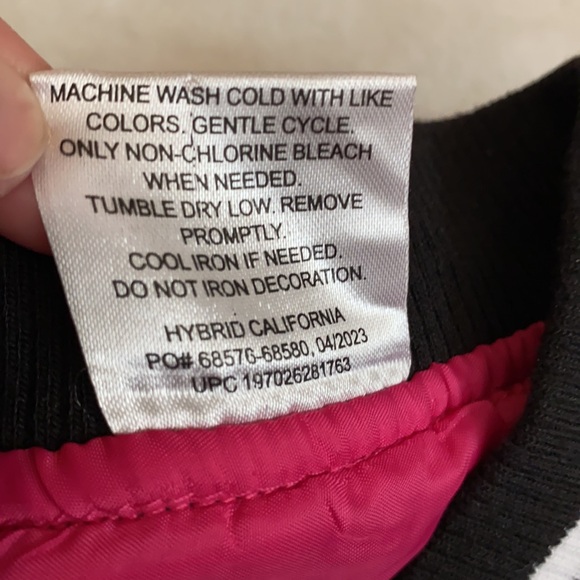 MACHINE WASH COLD WITH LIKE
COLORS. GENTLE CYCLE.
ONLY NON-CHLORINE BLEACH
WHEN NEEDED.
TUMBLE DRY LOW. REMOVE
PROMPTLY.
COOL IRON IF NEEDED.
DO NOT IRON DECORATION.
HYBRID CALIFORNIA
PO# 68576-68580, 04/2023
UPC 197026281763